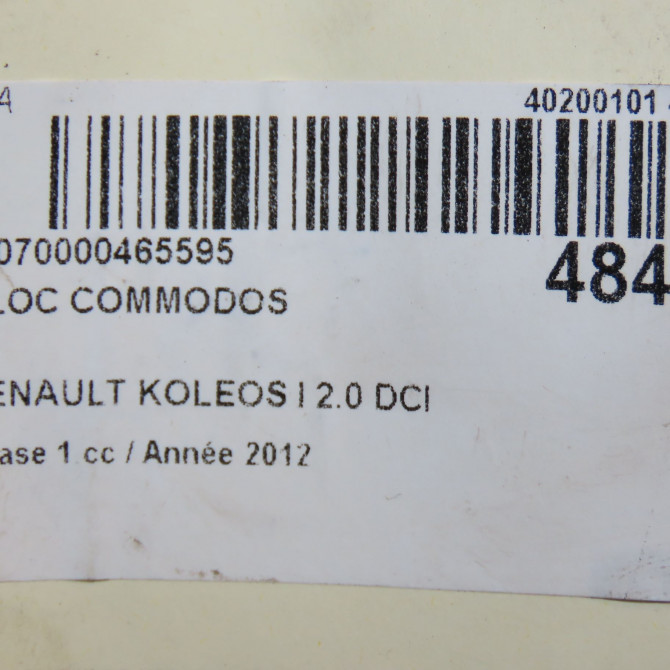 A 40200101
070000465595 484
LOC COMMODOS
ENAULT KOLEOS I 2.0 DCI
ase 1 cc / Année 2012